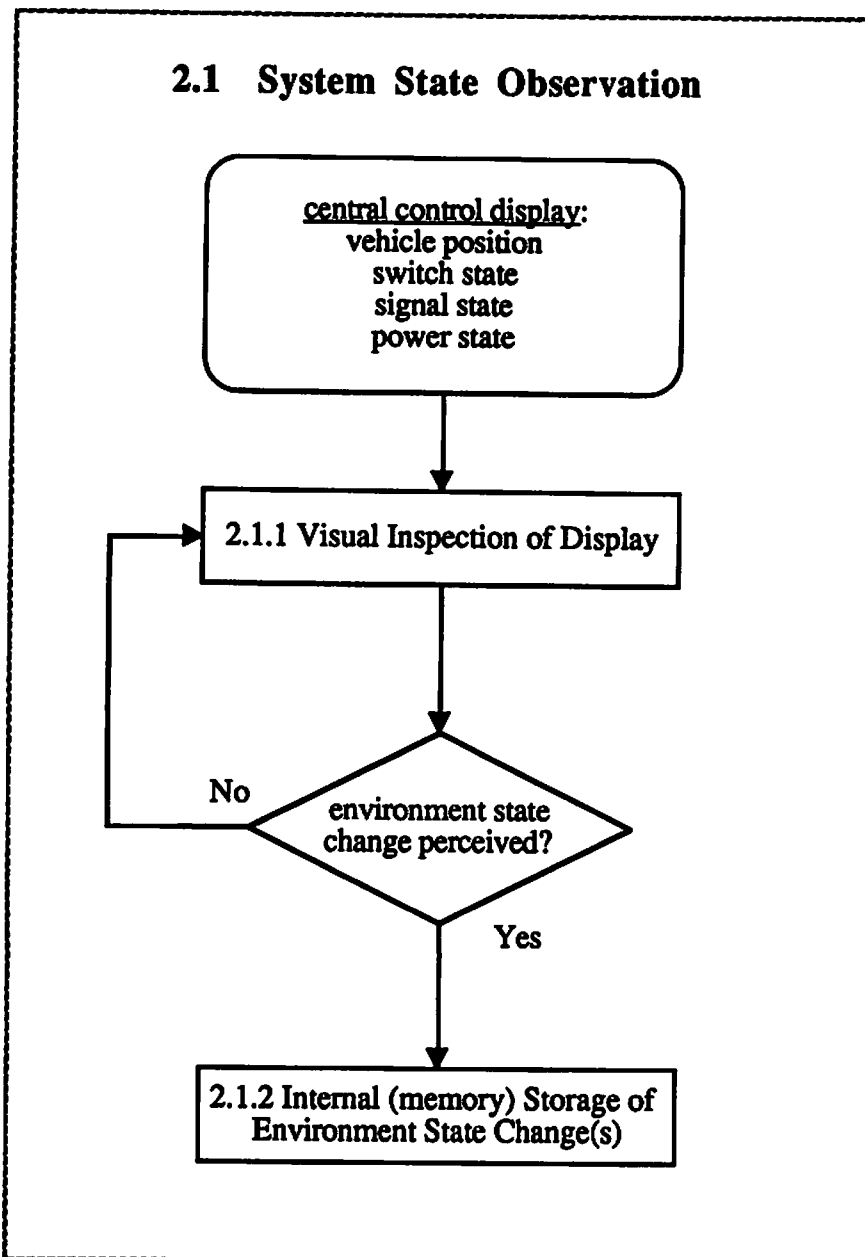 2.1 System State Observation
central control display:
vehicle position
switch state
signal state
power state
2.1.1 Visual Inspection of Display
No
environment state
change perceived?
Yes
2.1.2 Internal (memory) Storage of
Environment State Change(s)